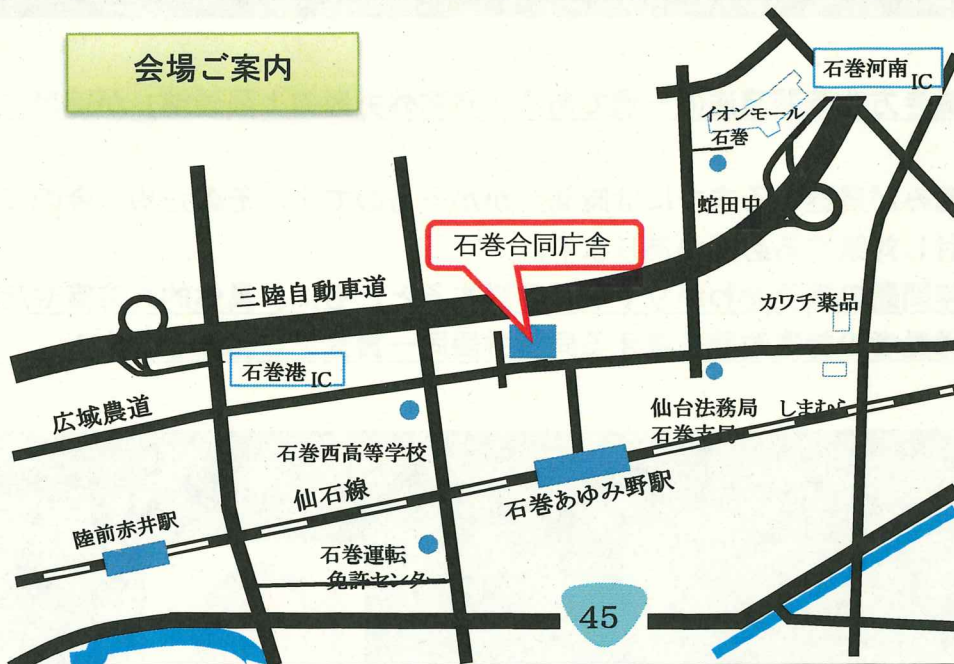 会場ご案内
石巻河南 IC
イオンモール
石巻
蛇田中
石巻合同庁舎
三陸自動車道
カワチ薬品
石巻港 IC
広域農道
仙台法務局
石巻支局
しまむら
石巻西高等学校
仙石線
石巻あゆみ野駅
陸前赤井駅
石巻運転
免許センター
45